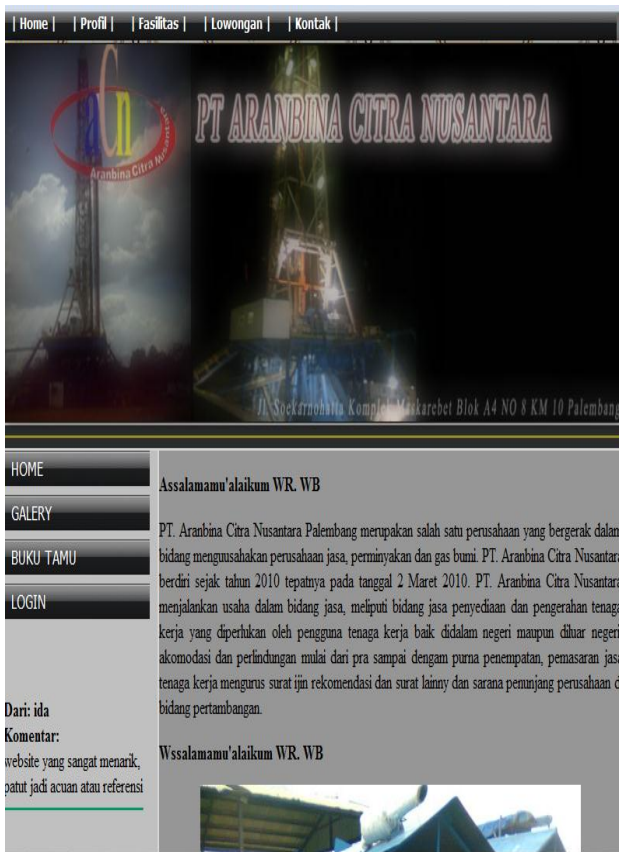 | Home | | Profil | | Fasilitas | | Lowongan | | Kontak |
aCn
Aranbina Citra Nusantara
PT ARANBINA CITRA NUSANTARA
Jl. Soekarnohatta Komplek Maskarebet Blok A4 NO 8 KM 10 Palembang
HOME
GALERY
BUKU TAMU
LOGIN
Dari: ida
Komentar:
website yang sangat menarik,
patut jadi acuan atau referensi
Assalamamu'alaikum WR. WB
PT. Aranbina Citra Nusantara Palembang merupakan salah satu perusahaan yang bergerak dalam
bidang menguusahakan perusahaan jasa, perminyakan dan gas bumi. PT. Aranbina Citra Nusantara
berdiri sejak tahun 2010 tepatnya pada tanggal 2 Maret 2010. PT. Aranbina Citra Nusantara
menjalankan usaha dalam bidang jasa, meliputi bidang jasa penyediaan dan pengerahan tenaga
kerja yang diperlukan oleh pengguna tenaga kerja baik didalam negeri maupun diluar negeri,
akomodasi dan perlindungan mulai dari pra sampai dengam purna penempatan, pemasaran jasa
tenaga kerja mengurus surat ijin rekomendasi dan surat lainny dan sarana penunjang perusahaan d
bidang pertambangan.
Wssalamamu'alaikum WR. WB